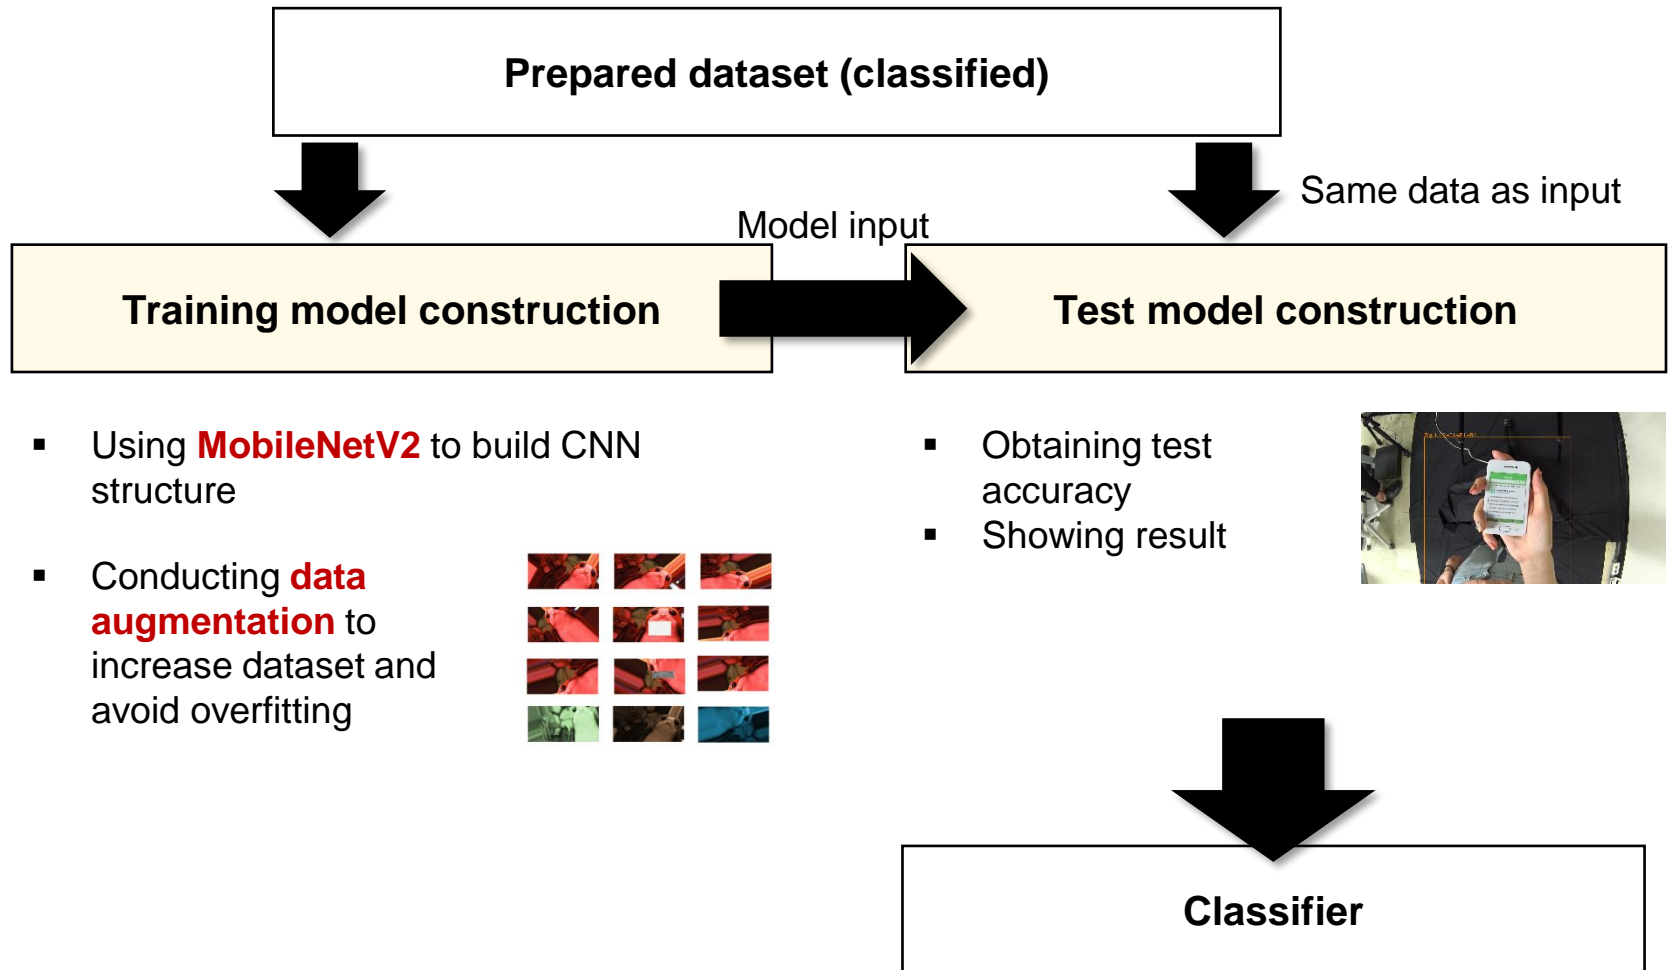 Prepared dataset (classified)
Same data as input
Model input
Training model construction
Test model construction
▪ Using MobileNetV2 to build CNN
structure
▪ Conducting data
augmentation to
increase dataset and
avoid overfitting
▪ Obtaining test
accuracy
▪ Showing result
Classifier